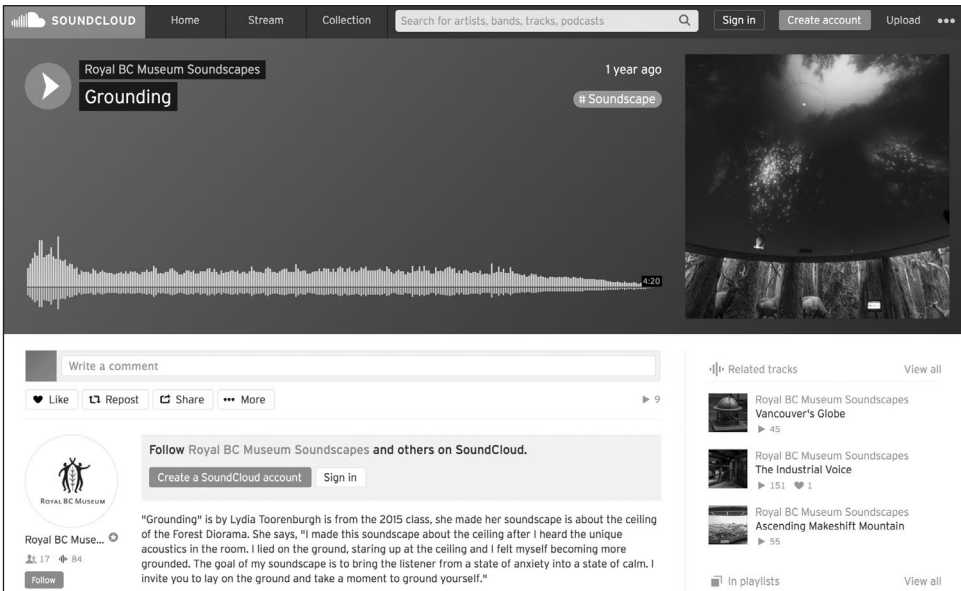 SOUNDCLOUD Home Stream Collection Search for artists, bands, tracks, podcasts Sign in Create account Upload
Royal BC Museum Soundscapes
Grounding
1 year ago
# Soundscape
4:20
Write a comment
Like Repost Share More 9
ROYAL BC MUSEUM
Royal BC Muse...
17 84
Follow
Follow Royal BC Museum Soundscapes and others on SoundCloud.
Create a SoundCloud account Sign in
"Grounding" is by Lydia Toorenburgh is from the 2015 class, she made her soundscape is about the ceiling
of the Forest Diorama. She says, "I made this soundscape about the ceiling after I heard the unique
acoustics in the room. I lied on the ground, staring up at the ceiling and I felt myself becoming more
grounded. The goal of my soundscape is to bring the listener from a state of anxiety into a state of calm. I
invite you to lay on the ground and take a moment to ground yourself."
Related tracks View all
Royal BC Museum Soundscapes
Vancouver's Globe
45
Royal BC Museum Soundscapes
The Industrial Voice
151 1
Royal BC Museum Soundscapes
Ascending Makeshift Mountain
55
In playlists View all